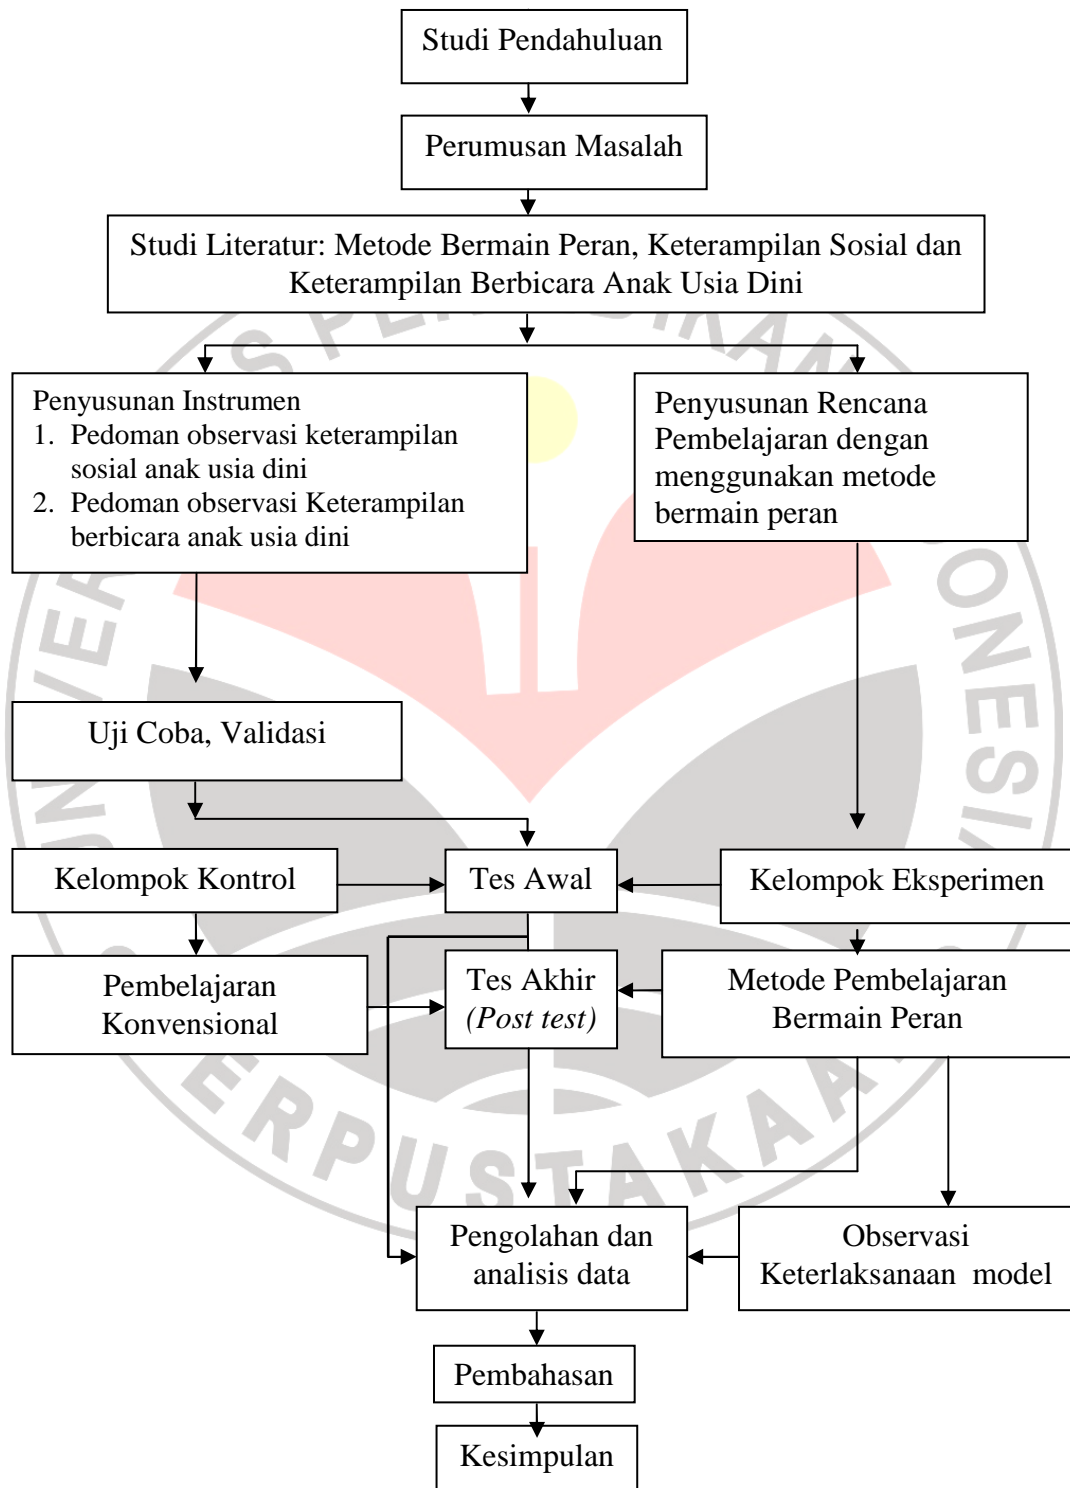 Studi Pendahuluan
Perumusan Masalah
Studi Literatur: Metode Bermain Peran, Keterampilan Sosial dan
Keterampilan Berbicara Anak Usia Dini
Penyusunan Instrumen
1. Pedoman observasi keterampilan
sosial anak usia dini
2. Pedoman observasi Keterampilan
berbicara anak usia dini
Penyusunan Rencana
Pembelajaran dengan
menggunakan metode
bermain peran
Uji Coba, Validasi
Kelompok Kontrol
Tes Awal
Kelompok Eksperimen
Pembelajaran
Konvensional
Tes Akhir
(Post test)
Metode Pembelajaran
Bermain Peran
Pengolahan dan
analisis data
Observasi
Keterlaksanaan model
Pembahasan
Kesimpulan